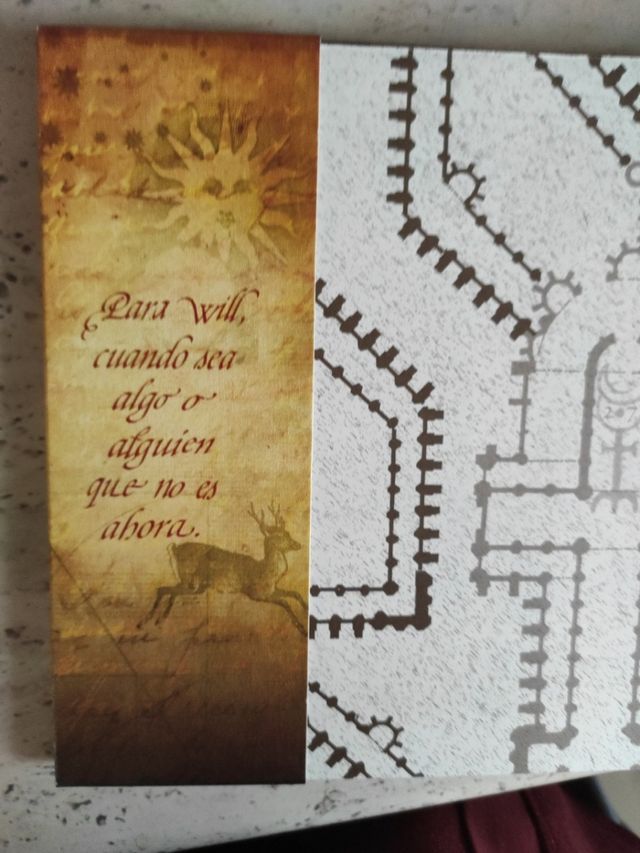 Para Will,
cuando sea
algo o
alguien
que no es
ahora.